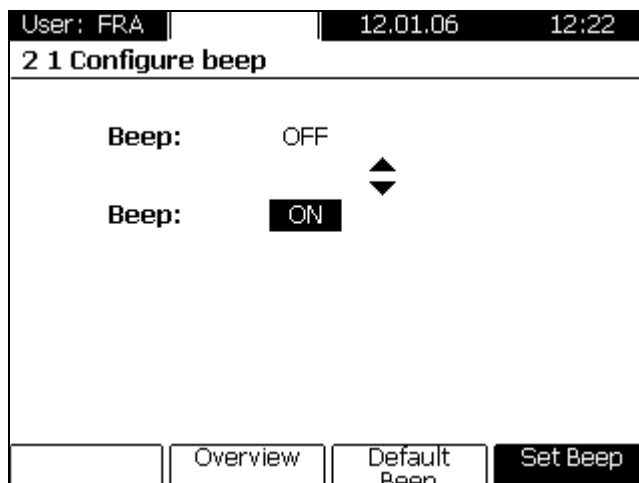 User: FRA 12.01.06 12:22
2 1 Configure beep
Beep: OFF
Beep: ON
Overview Default Set Beep
Beep